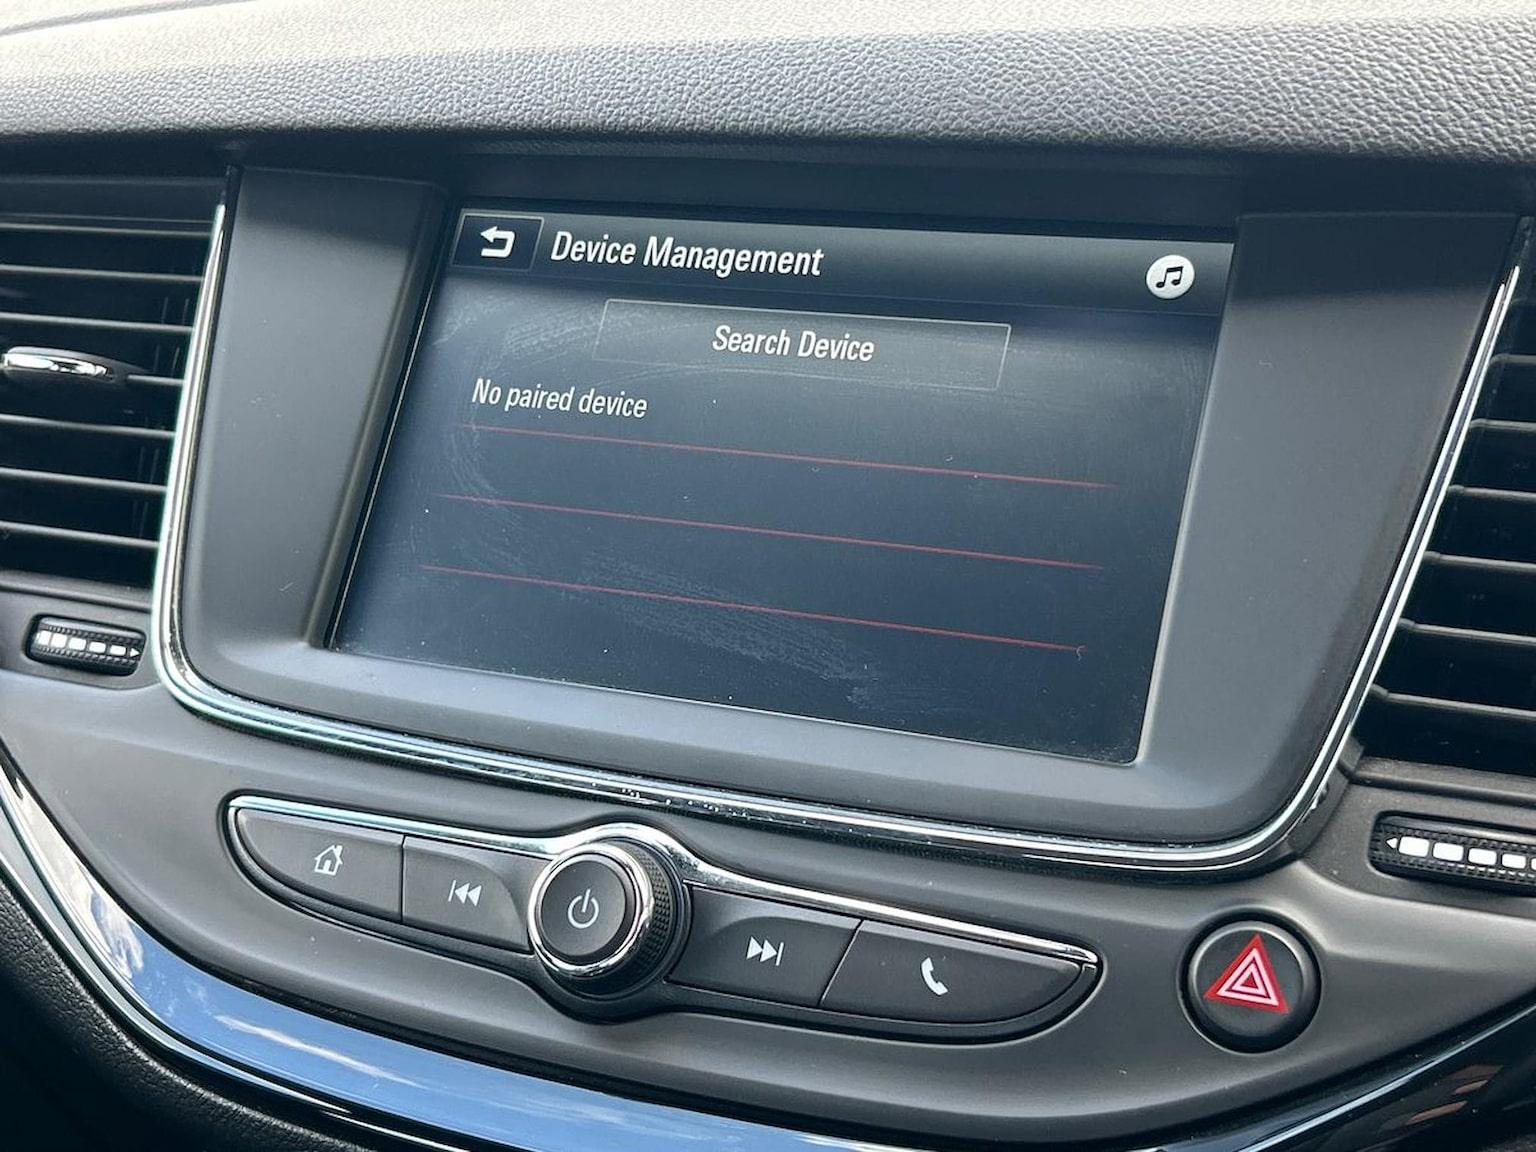 Device Management
Search Device
No paired device